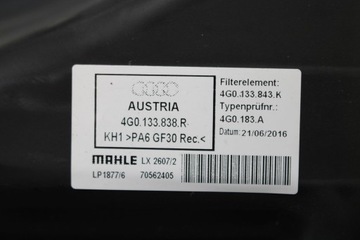 AUSTRIA
4G0.133.838.R
KH1 >PA6 GF30 Rec.<
Filterelement:
4G0.133.843.K
Typenprüfnr.:
4G0.183.A
Datum: 21/06/2016
MAHLE LX 2607/2
LP1877/6 70562405